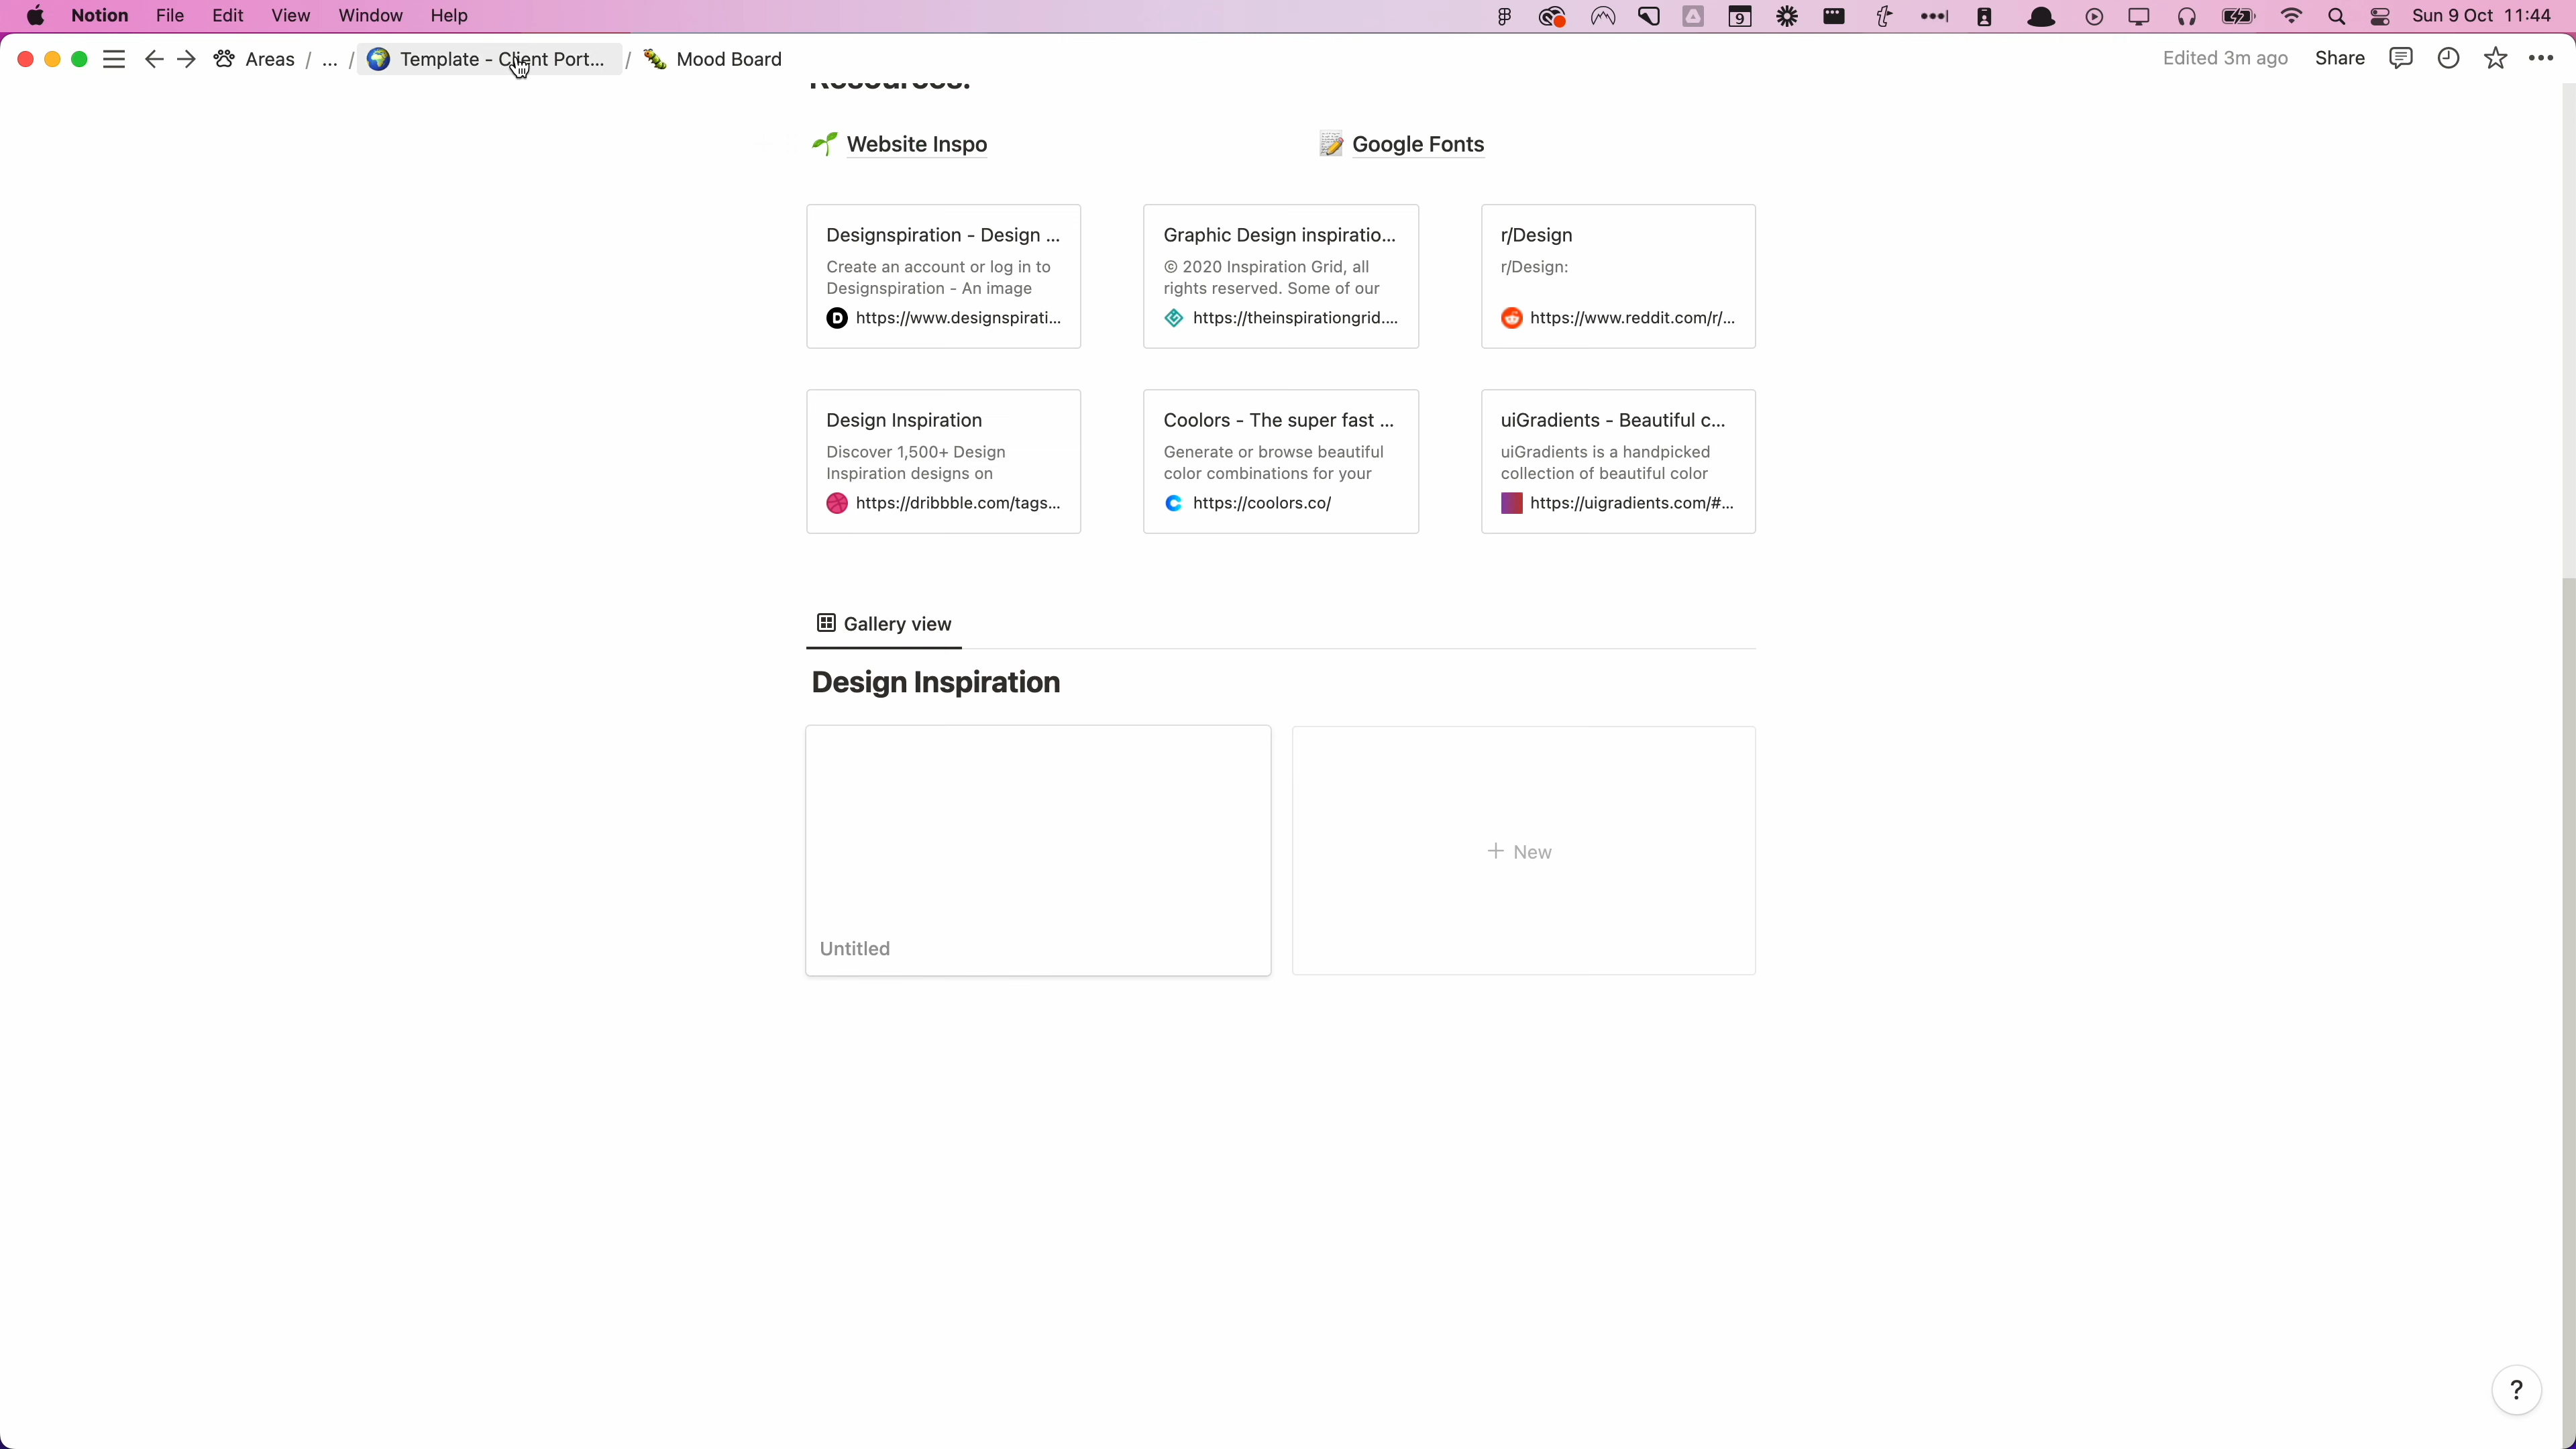 Notion File Edit View Window Help
9
Sun 9 Oct 11:44
Areas / ... / Template - Client Port... / Mood Board
Edited 3m ago Share
Resources:
Website Inspo
Google Fonts
Designspiration - Design ...
Create an account or log in to
Designspiration - An image
D https://www.designspirati...
Graphic Design inspiratio...
© 2020 Inspiration Grid, all
rights reserved. Some of our
https://theinspirationgrid....
r/Design
r/Design:
https://www.reddit.com/r/...
Design Inspiration
Discover 1,500+ Design
Inspiration designs on
https://dribbble.com/tags...
Coolors - The super fast ...
Generate or browse beautiful
color combinations for your
https://coolors.co/
uiGradients - Beautiful c...
uiGradients is a handpicked
collection of beautiful color
https://uigradients.com/#...
Gallery view
Design Inspiration
Untitled
+ New
?